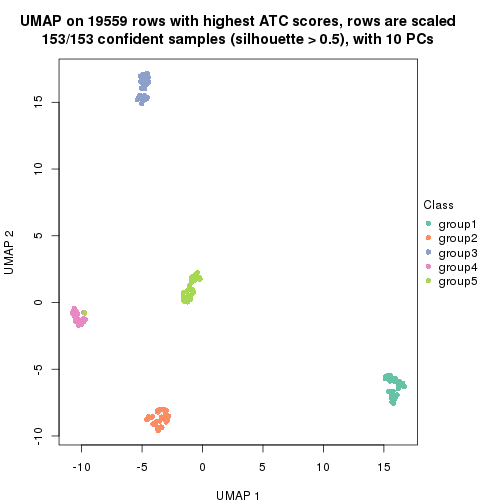 UMAP on 19559 rows with highest ATC scores, rows are scaled
153/153 confident samples (silhouette > 0.5), with 10 PCs
UMAP 2
15
10
5
0
-5
-10
-10
-5
0
5
10
15
UMAP 1
Class
group1
group2
group3
group4
group5